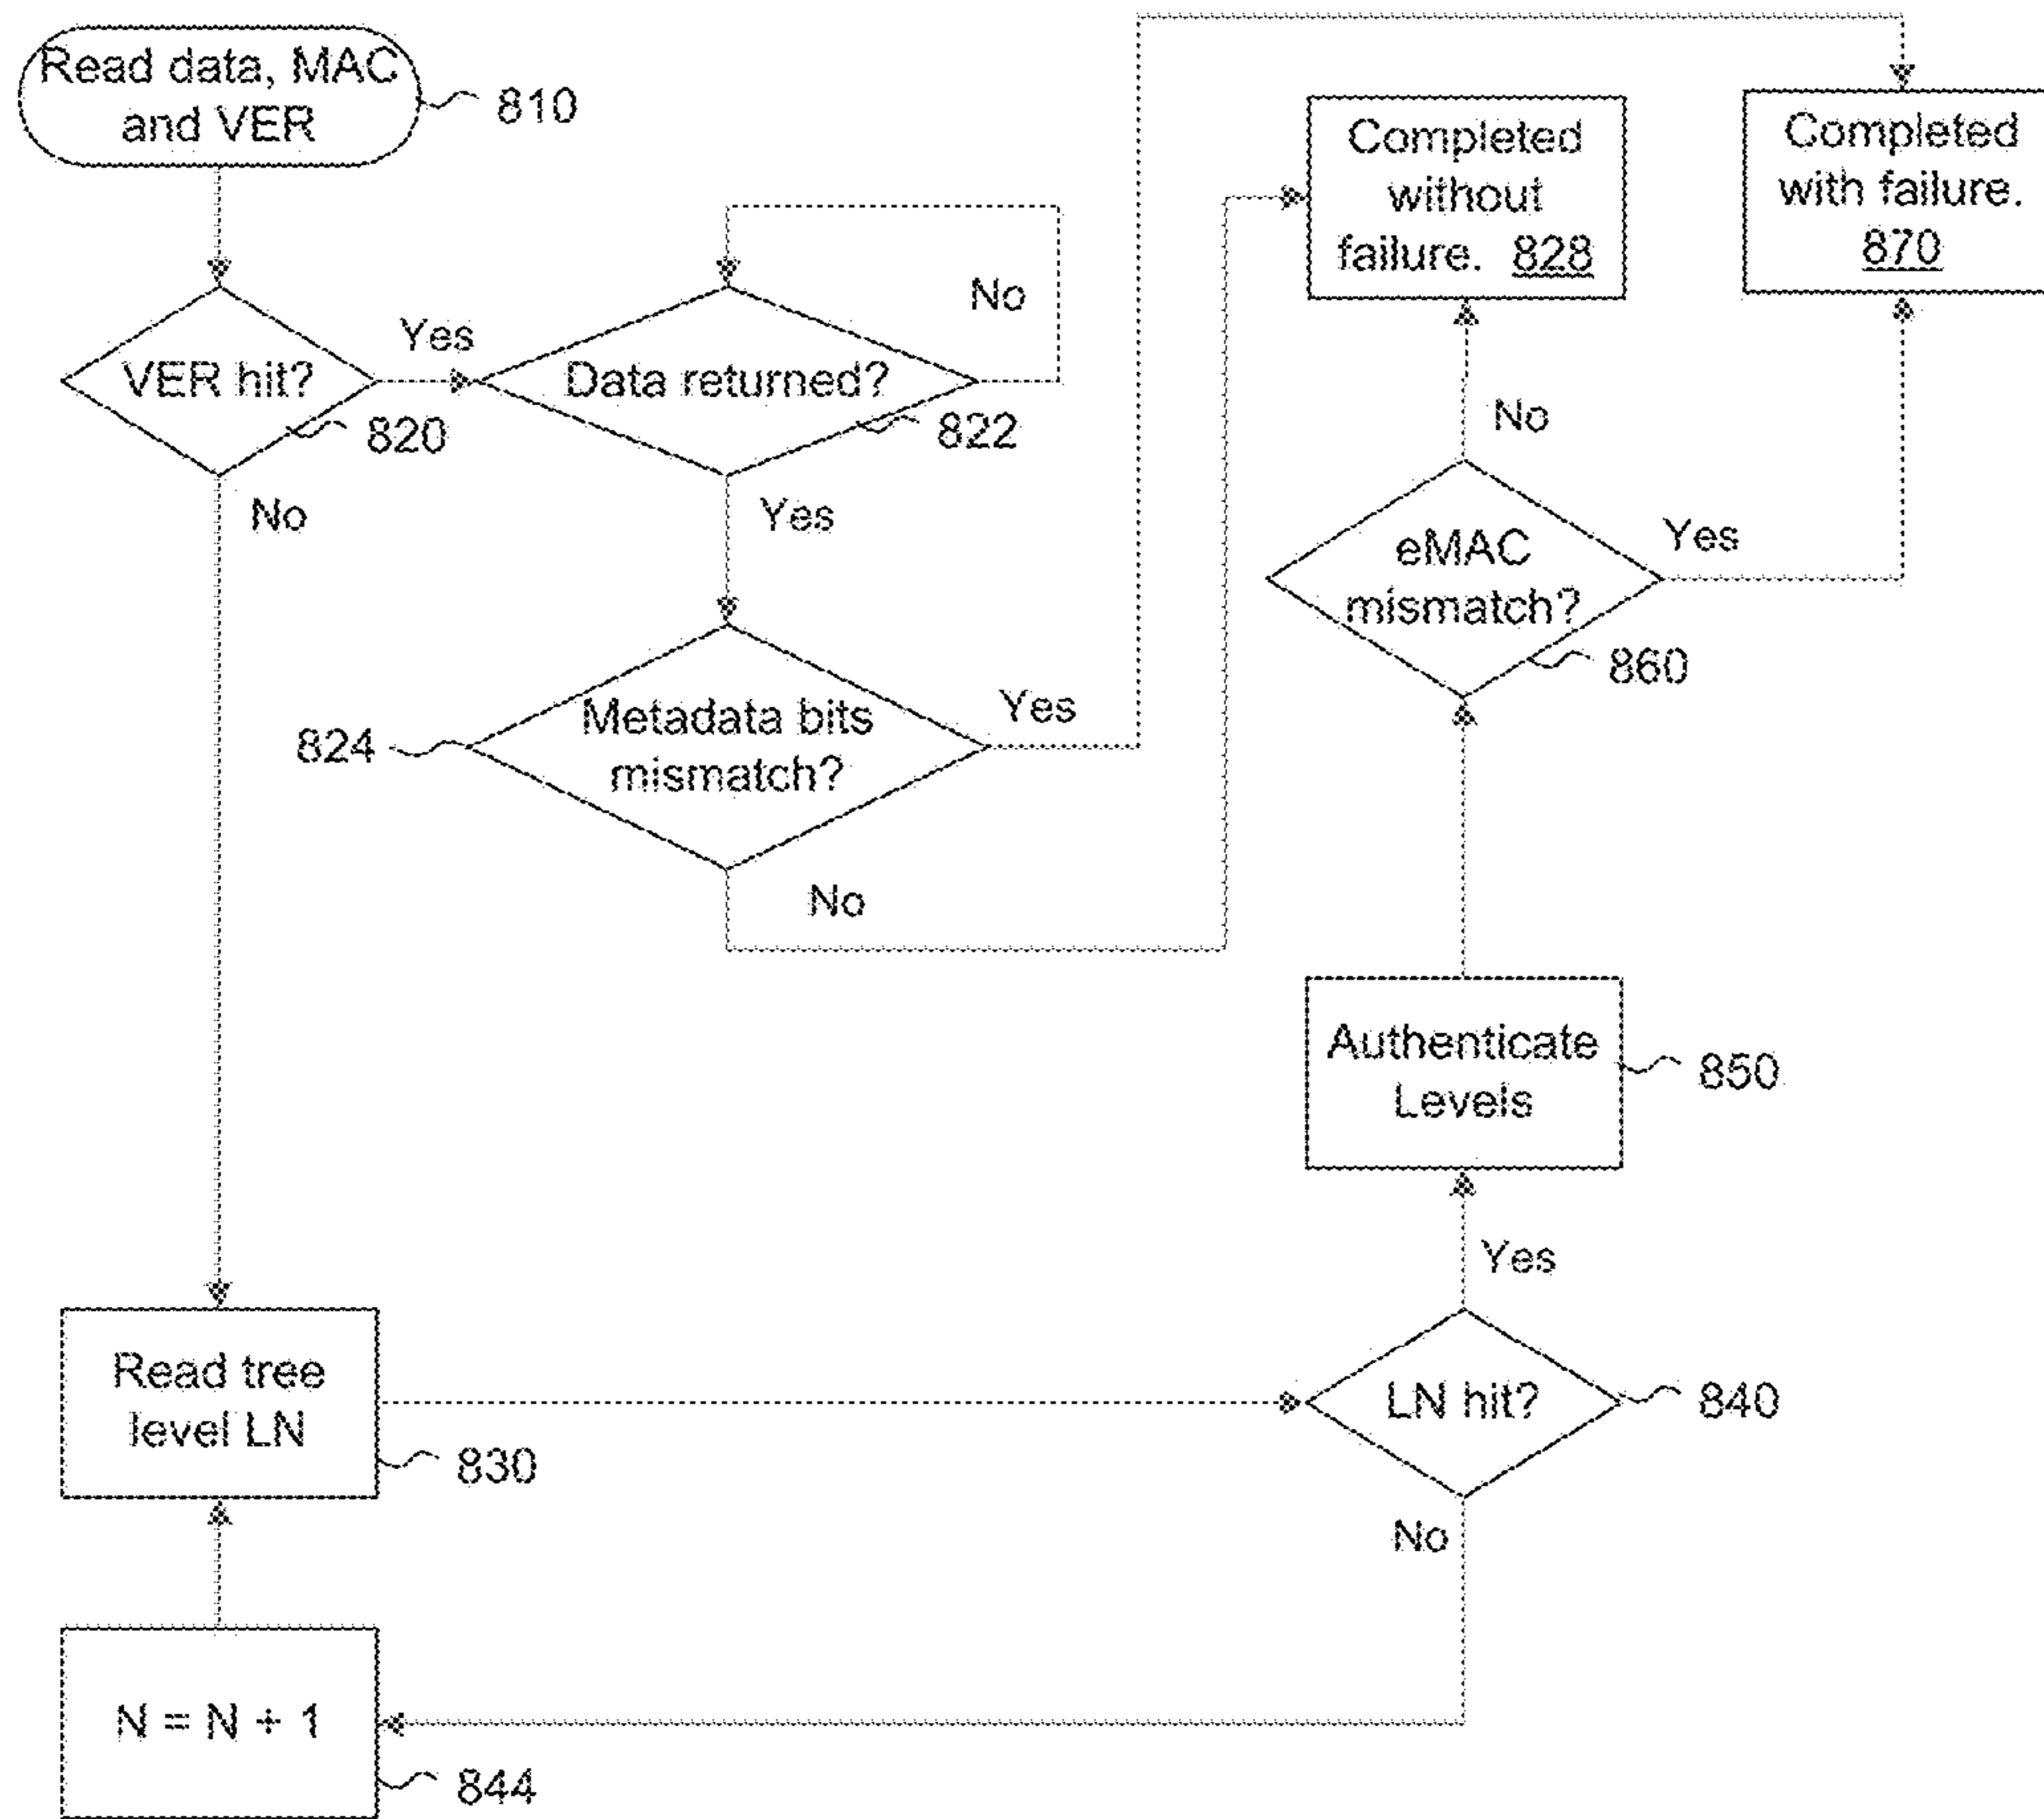 Read data, MAC
and VER
810
Completed
without
failure. 828
Completed
with failure.
870
VER hit?
820
Yes
No
Data returned?
822
No
Yes
Metadata bits
mismatch?
824
Yes
No
eMAC
mismatch?
860
No
Yes
Authenticate
Levels
850
Yes
Read tree
level LN
830
LN hit?
840
No
N = N + 1
844